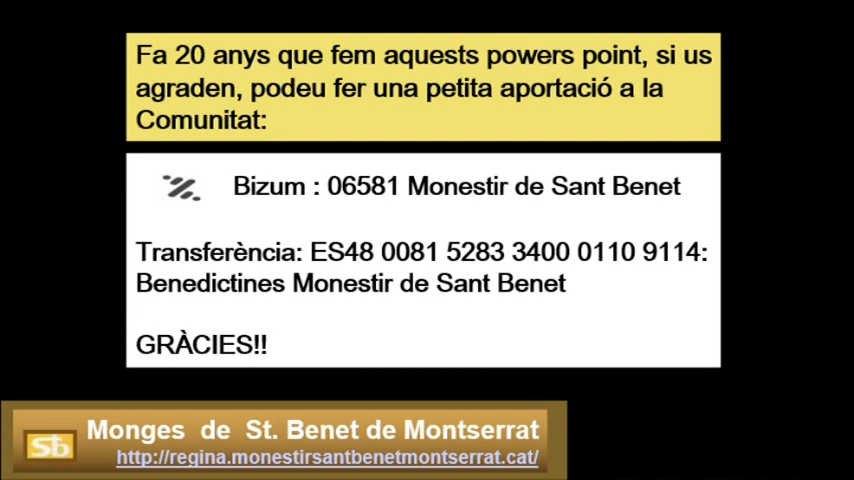 Fa 20 anys que fem aquests powers point, si us
agraden, podeu fer una petita aportació a la
Comunitat:
Bizum : 06581 Monestir de Sant Benet
Transferència: ES48 0081 5283 3400 0110 9114:
Benedictines Monestir de Sant Benet
GRÀCIES!!
Monges de St. Benet de Montserrat
sb
http://regina.monestirsantbenetmontserrat.cat/